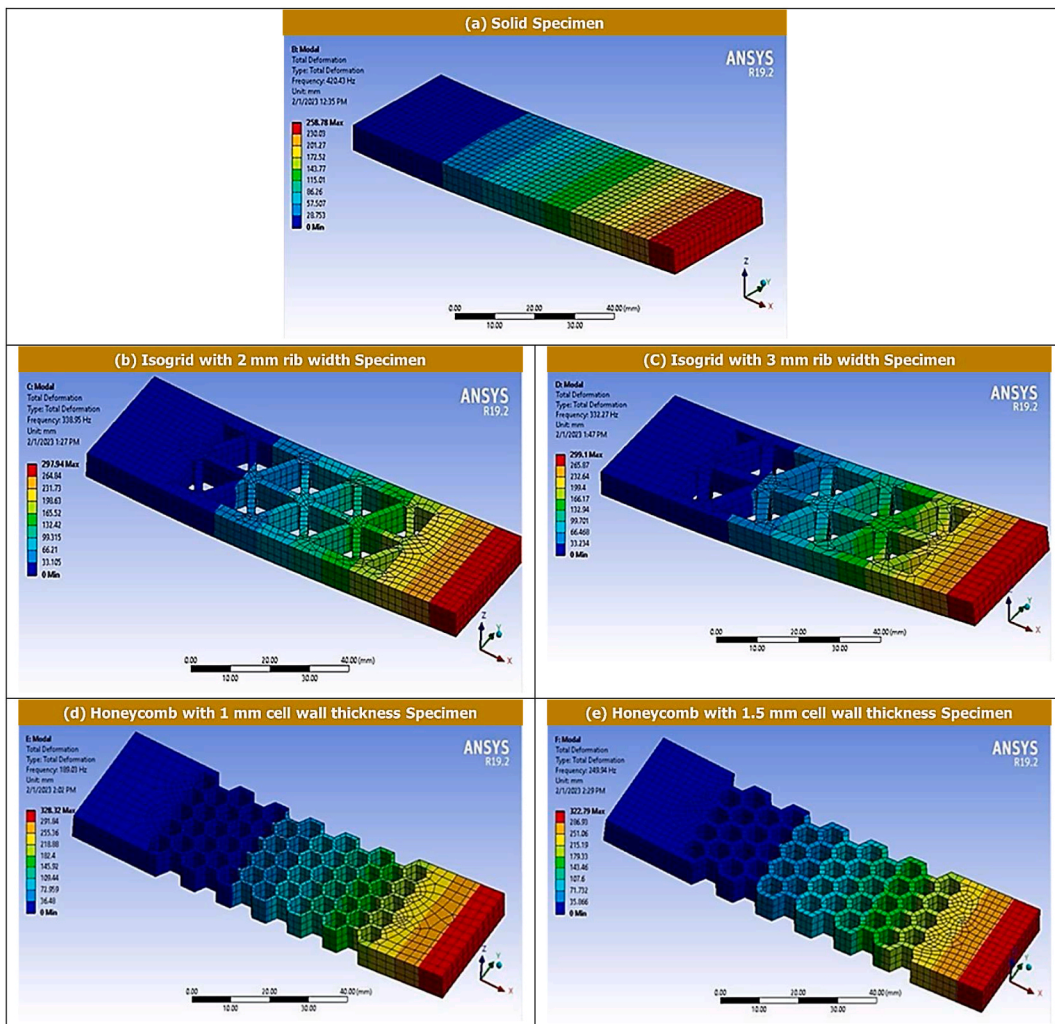 (a) Solid Specimen
B: Modal
Total Deformation
Type: Total Deformation
Frequency: 420.43 Hz
Unit: mm
2/1/2023 12:35 PM
ANSYS
R19.2
258.78 Max
230.03
201.27
172.52
143.77
115.01
86.26
57.507
28.753
0 Min
Z
Y
X
0.00 20.00 40.00 (mm)
10.00 30.00
(b) Isogrid with 2 mm rib width Specimen
C: Modal
Total Deformation
Type: Total Deformation
Frequency: 338.95 Hz
Unit: mm
2/1/2023 1:27 PM
ANSYS
R19.2
297.94 Max
264.84
231.73
198.63
165.52
132.42
99.315
66.21
33.105
0 Min
Z
Y
X
0.00 20.00 40.00 (mm)
10.00 30.00
(C) Isogrid with 3 mm rib width Specimen
D: Modal
Total Deformation
Type: Total Deformation
Frequency: 332.27 Hz
Unit: mm
2/1/2023 1:47 PM
ANSYS
R19.2
299.1 Max
265.87
232.64
199.4
166.17
132.94
99.701
66.468
33.234
0 Min
Y
X
0.00 20.00 40.00 (mm)
10.00 30.00
(d) Honeycomb with 1 mm cell wall thickness Specimen
E: Modal
Total Deformation
Type: Total Deformation
Frequency: 189.03 Hz
Unit: mm
2/1/2023 2:02 PM
ANSYS
R19.2
328.32 Max
291.84
255.36
218.88
182.4
145.92
109.44
72.959
36.48
0 Min
Z
Y
X
0.00 20.00 40.00 (mm)
10.00 30.00
(e) Honeycomb with 1.5 mm cell wall thickness Specimen
F: Modal
Total Deformation
Type: Total Deformation
Frequency: 249.94 Hz
Unit: mm
2/1/2023 2:29 PM
ANSYS
R19.2
322.79 Max
286.93
251.06
215.19
179.33
143.46
107.6
71.732
35.866
0 Min
Y
X
0.00 20.00 40.00 (mm)
10.00 30.00